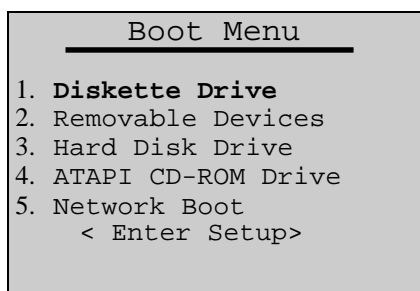 Boot Menu
1. Diskette Drive
2. Removable Devices
3. Hard Disk Drive
4. ATAPI CD-ROM Drive
5. Network Boot
< Enter Setup>